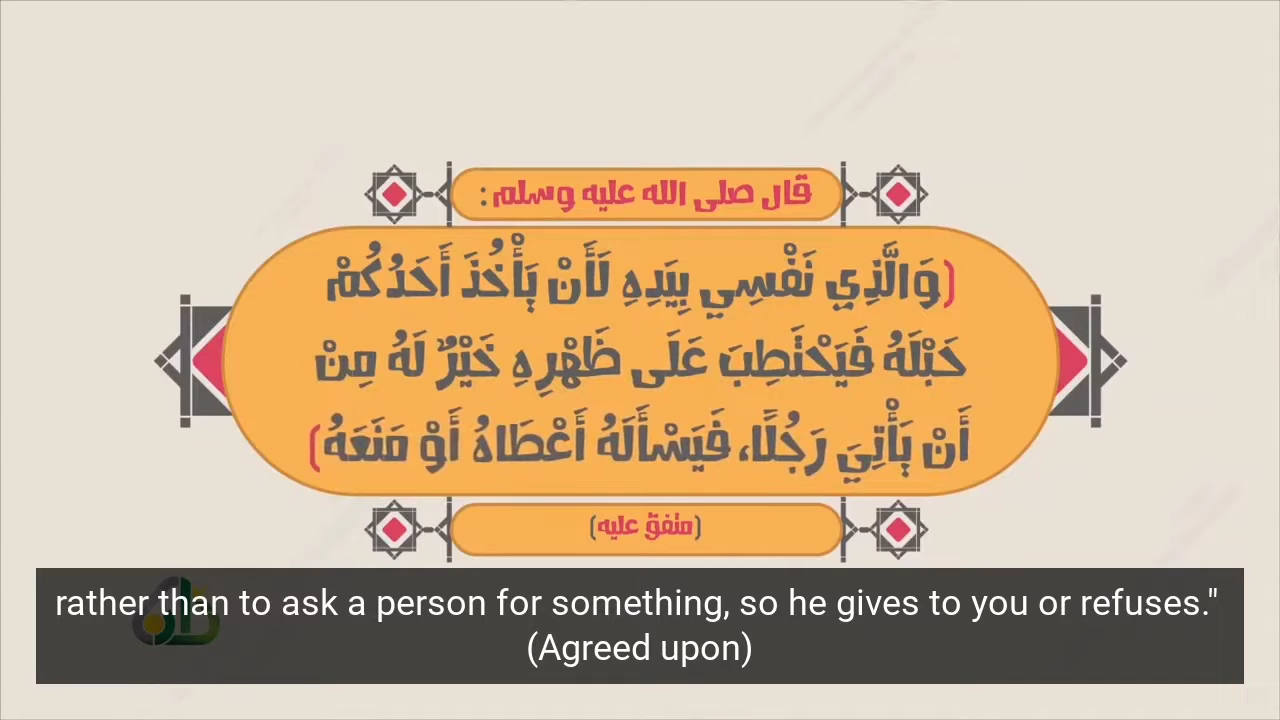 قال صلى الله عليه وسلم :
(وَالَّذِي نَفْسِي بِيَدِهِ لَأَنْ يَأْخُذَ أَحَدُكُمْ
حَبْلَهُ فَيَحْتَطِبَ عَلَى ظَهْرِهِ خَيْرٌ لَهُ مِنْ
أَنْ يَأْتِيَ رَجُلًا، فَيَسْأَلَهُ أَعْطَاهُ أَوْ مَنَعَهُ)
(متفق عليه)
rather than to ask a person for something, so he gives to you or refuses."
(Agreed upon)